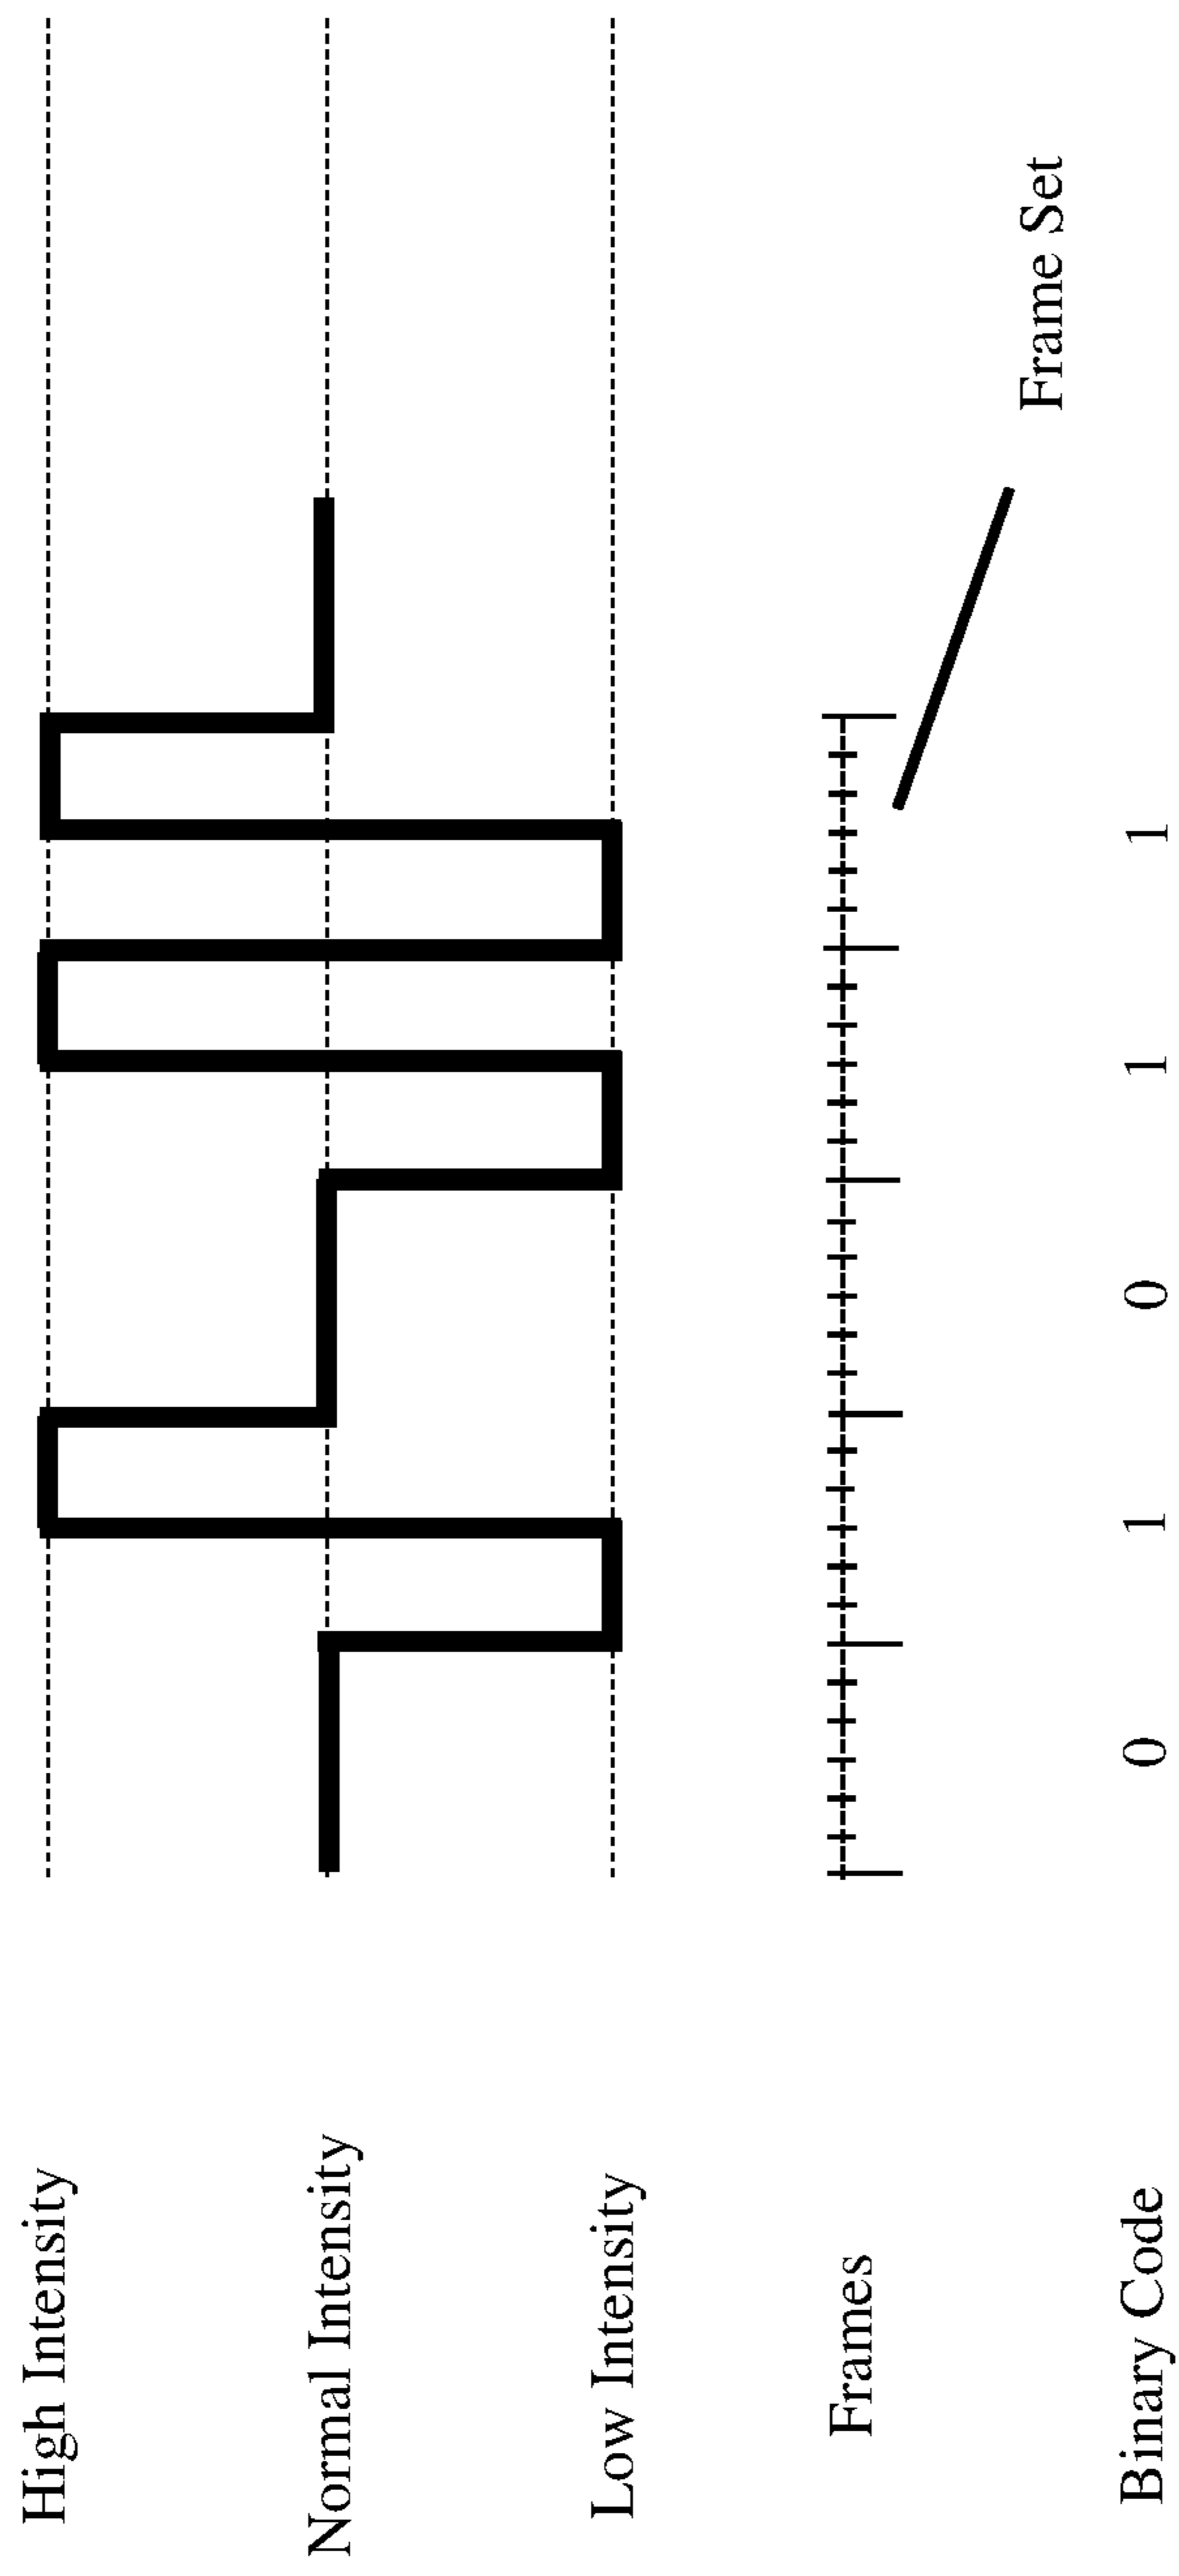 High Intensity
Normal Intensity
Low Intensity
Frames
Frame Set
Binary Code 0 1 0 1 1